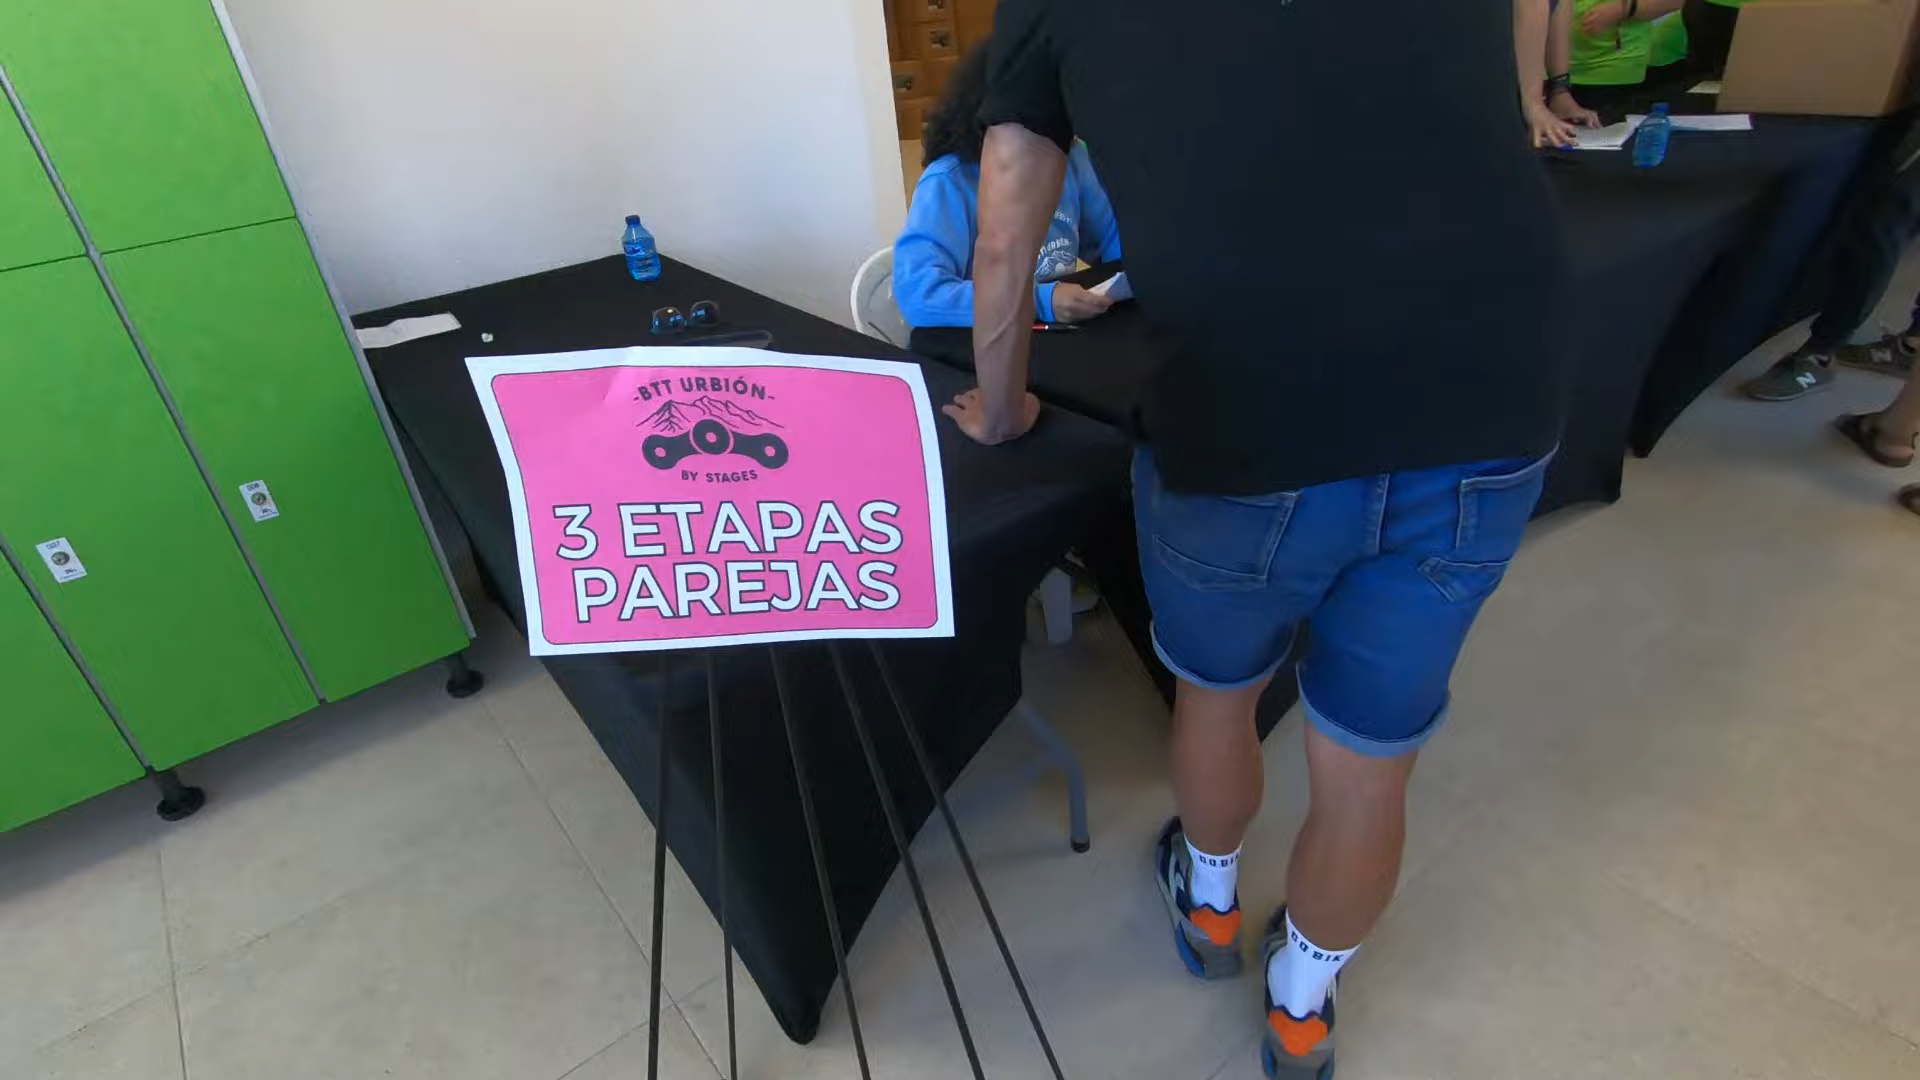 -BTT URBIÓN-
BY STAGES
3 ETAPAS
PAREJAS
N